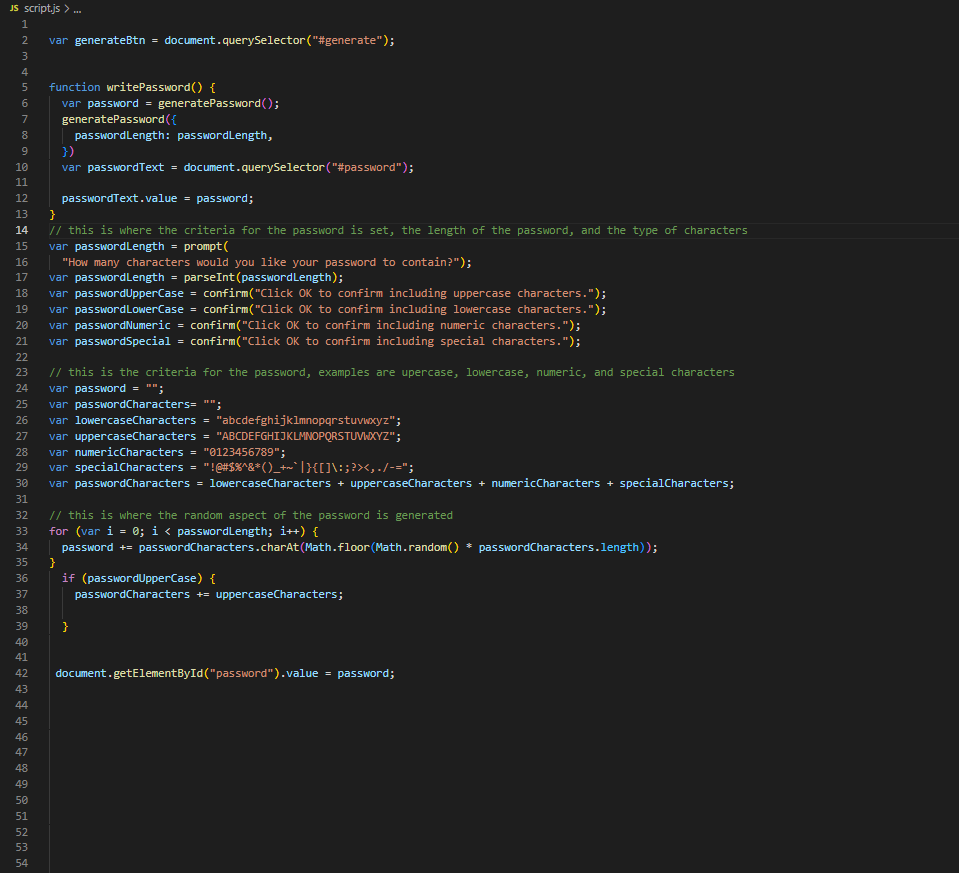 JS script.js > ...
1
2 var generateBtn = document.querySelector("#generate");
3
4
5 function writePassword() {
6   var password = generatePassword();
7   generatePassword({
8     passwordLength: passwordLength,
9   })
10   var passwordText = document.querySelector("#password");
11
12   passwordText.value = password;
13 }
14 // this is where the criteria for the password is set, the length of the password, and the type of characters
15 var passwordLength = prompt(
16   "How many characters would you like your password to contain?");
17 var passwordLength = parseInt(passwordLength);
18 var passwordUpperCase = confirm("Click OK to confirm including uppercase characters.");
19 var passwordLowerCase = confirm("Click OK to confirm including lowercase characters.");
20 var passwordNumeric = confirm("Click OK to confirm including numeric characters.");
21 var passwordSpecial = confirm("Click OK to confirm including special characters.");
22
23 // this is the criteria for the password, examples are upercase, lowercase, numeric, and special characters
24 var password = "";
25 var passwordCharacters= "";
26 var lowercaseCharacters = "abcdefghijklmnopqrstuvwxyz";
27 var uppercaseCharacters = "ABCDEFGHIJKLMNOPQRSTUVWXYZ";
28 var numericCharacters = "0123456789";
29 var specialCharacters = "!@#$%^&*()_+~`|}{[]\:;?><,./-=";
30 var passwordCharacters = lowercaseCharacters + uppercaseCharacters + numericCharacters + specialCharacters;
31
32 // this is where the random aspect of the password is generated
33 for (var i = 0; i < passwordLength; i++) {
34   password += passwordCharacters.charAt(Math.floor(Math.random() * passwordCharacters.length));
35 }
36   if (passwordUpperCase) {
37     passwordCharacters += uppercaseCharacters;
38
39   }
40
41
42  document.getElementById("password").value = password;
43
44
45
46
47
48
49
50
51
52
53
54